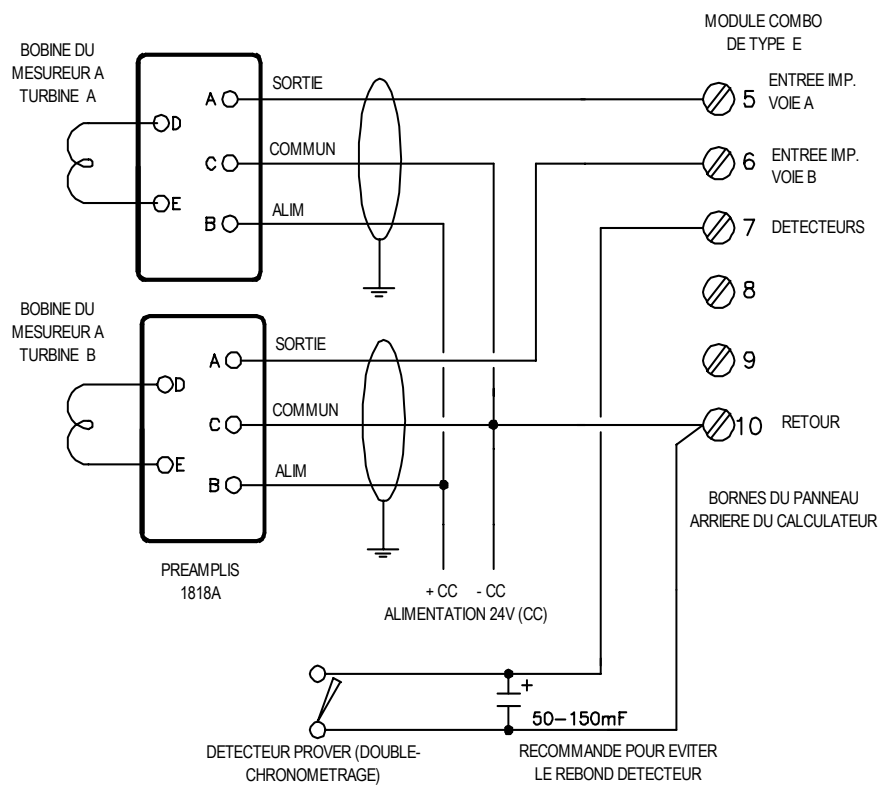 MODULE COMBO
DE TYPE E
BOBINE DU
MESUREUR A
TURBINE A
D
E
A
C
B
SORTIE
COMMUN
ALIM
5
ENTREE IMP.
VOIE A
6
ENTREE IMP.
VOIE B
7
DETECTEURS
8
9
10
RETOUR
BOBINE DU
MESUREUR A
TURBINE B
D
E
A
C
B
SORTIE
COMMUN
ALIM
PREAMPLIS
1818A
BORNES DU PANNEAU
ARRIERE DU CALCULATEUR
+ CC - CC
ALIMENTATION 24V (CC)
+
50-150mF
DETECTEUR PROVER (DOUBLE-
CHRONOMETRAGE)
RECOMMANDE POUR EVITER
LE REBOND DETECTEUR